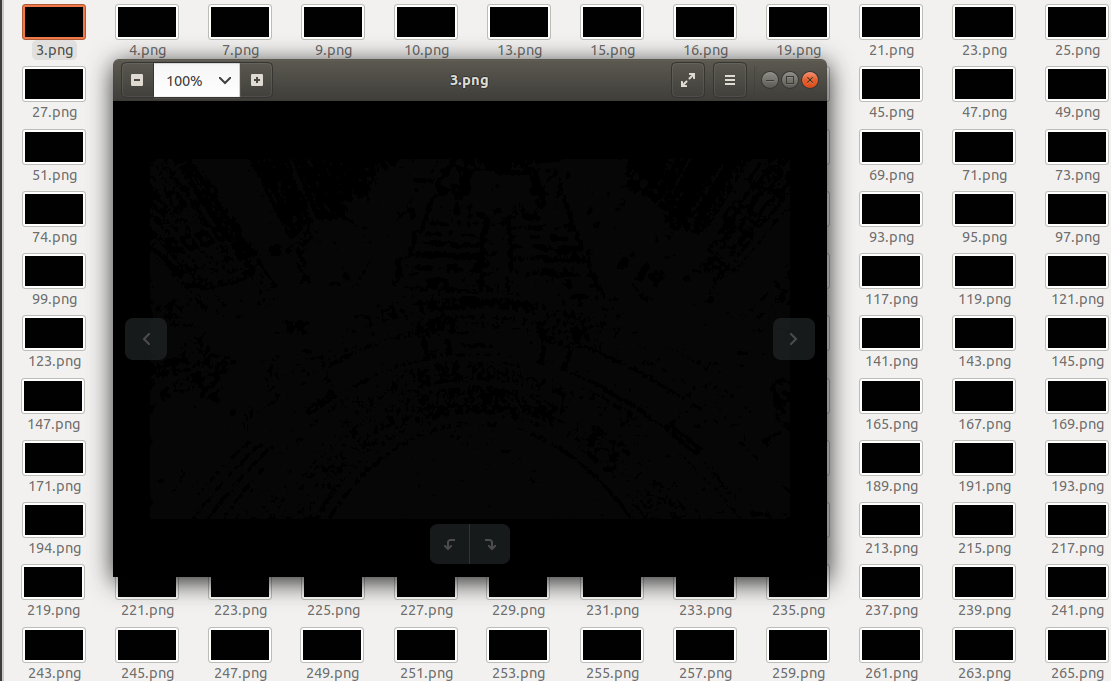 3.png 4.png 7.png 9.png 10.png 13.png 15.png 16.png 19.png 21.png 23.png 25.png
100% 3.png
27.png 45.png 47.png 49.png
51.png 69.png 71.png 73.png
74.png 93.png 95.png 97.png
99.png 117.png 119.png 121.png
123.png 141.png 143.png 145.png
147.png 165.png 167.png 169.png
171.png 189.png 191.png 193.png
194.png 213.png 215.png 217.png
219.png 221.png 223.png 225.png 227.png 229.png 231.png 233.png 235.png 237.png 239.png 241.png
243.png 245.png 247.png 249.png 251.png 253.png 255.png 257.png 259.png 261.png 263.png 265.png